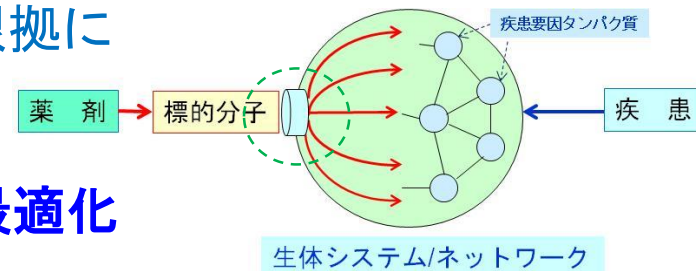 拠に
疾患要因タンパク質
薬 剤
標的分子
疾 患
最適化
生体システム/ネットワーク